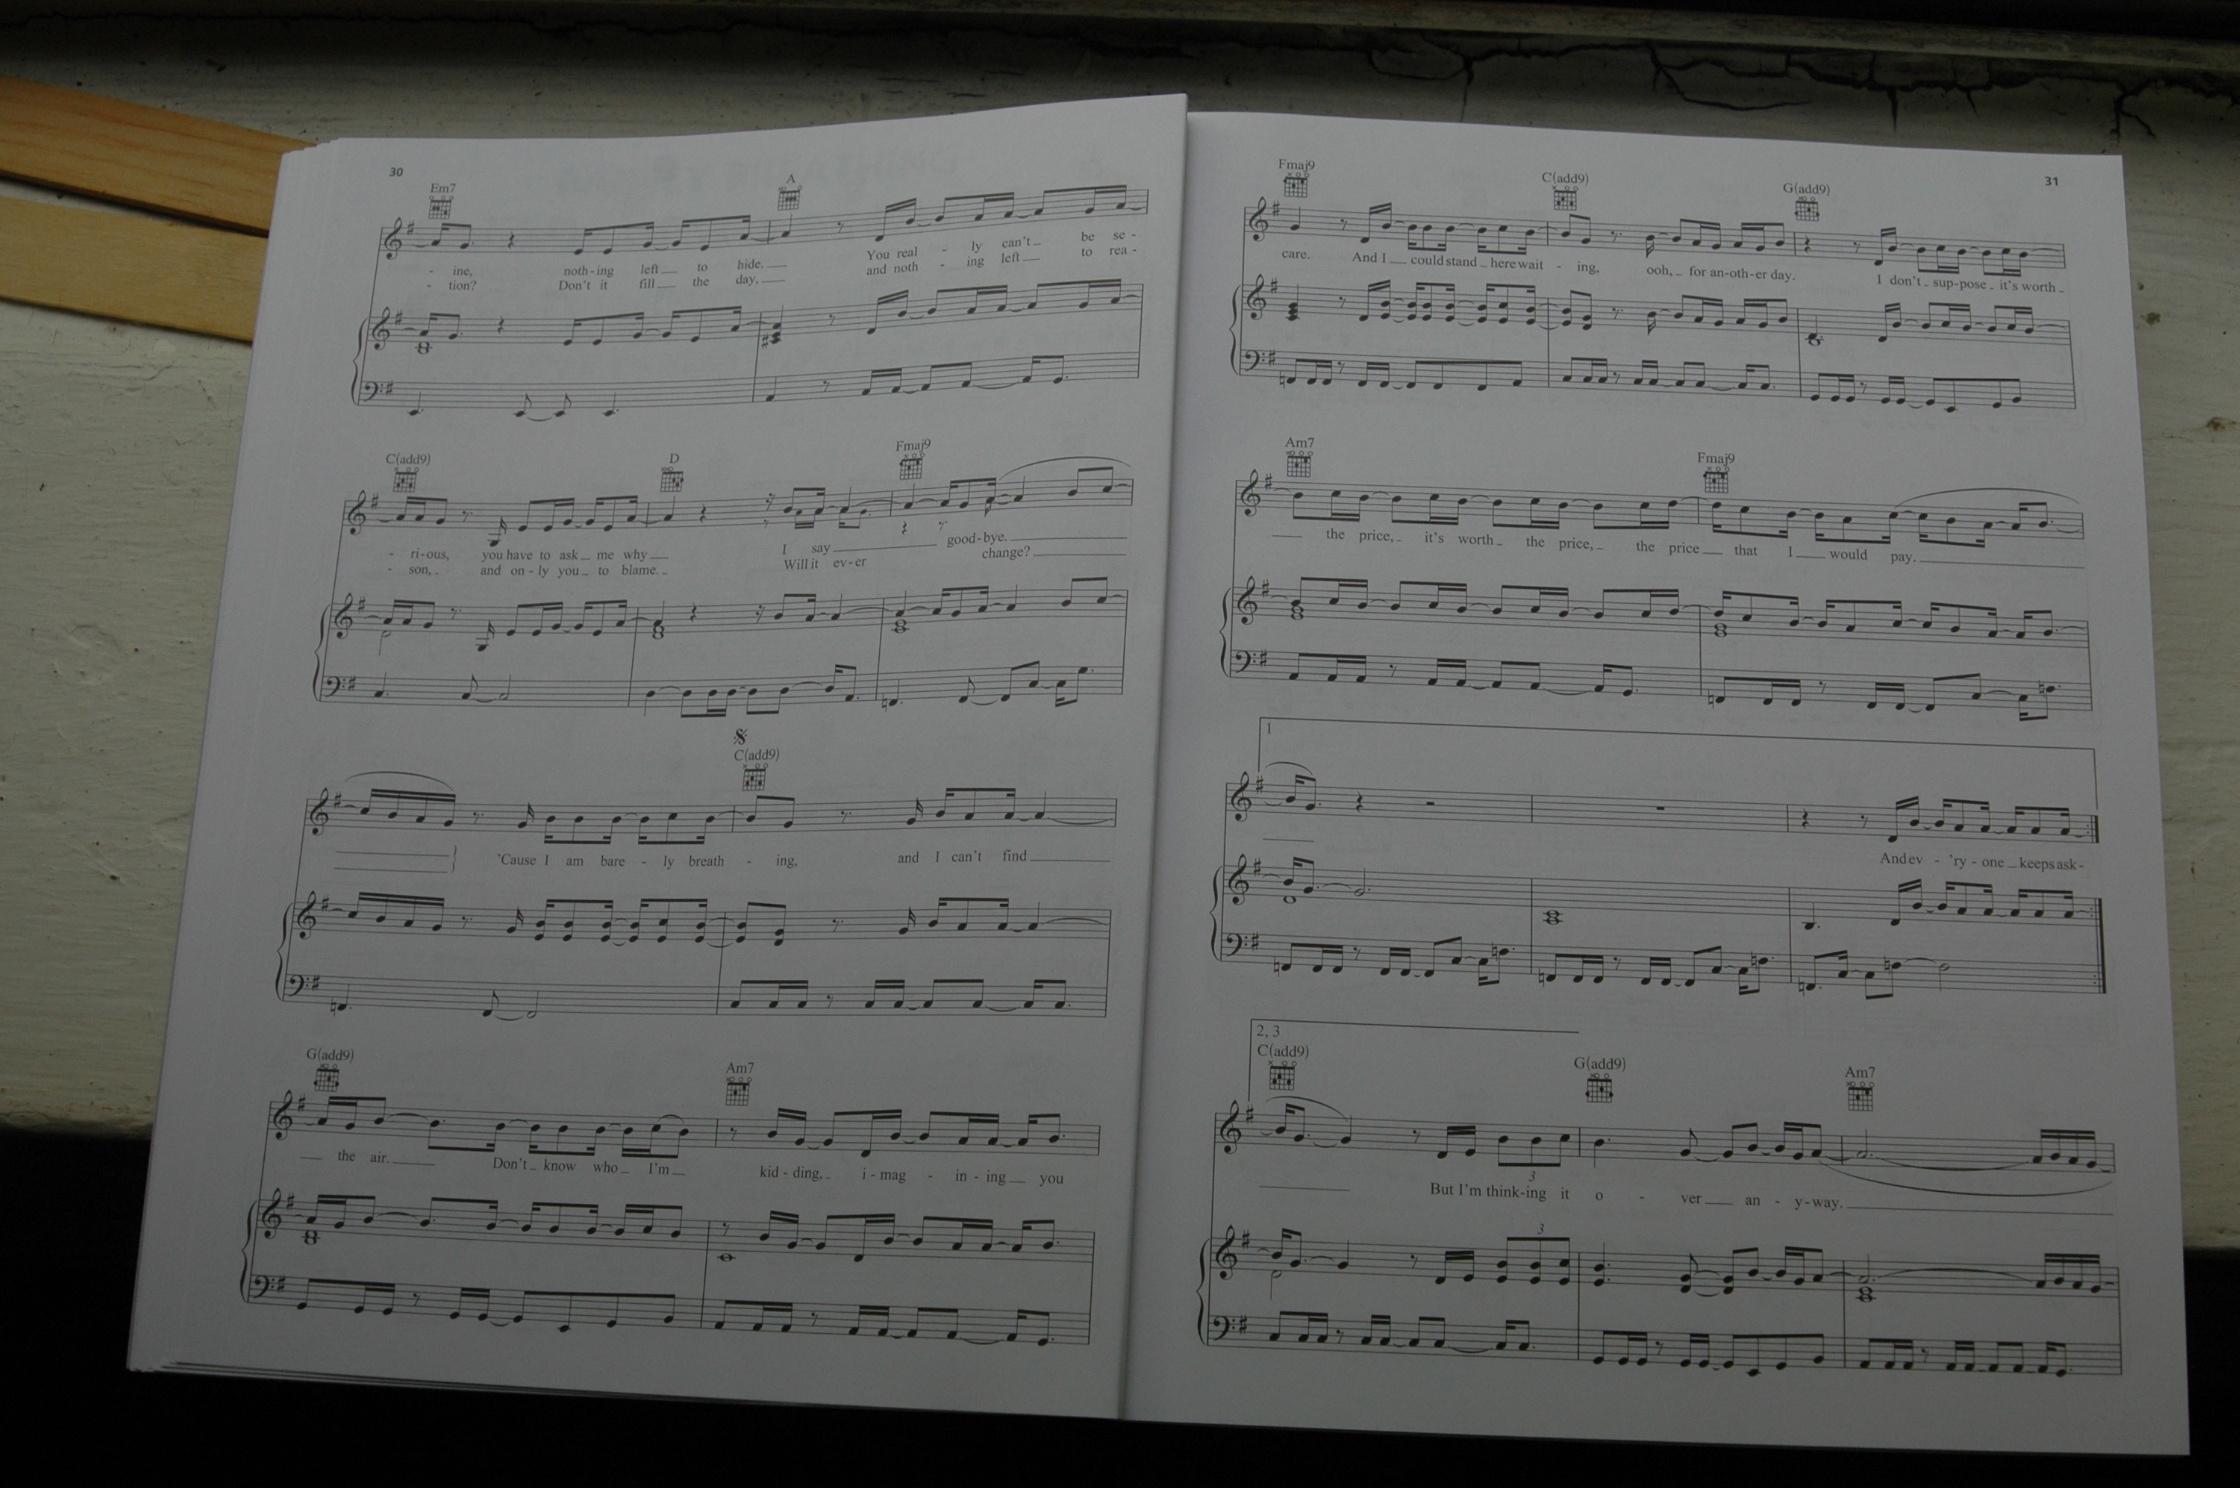 30
Em7 A
- ine, noth - ing left to hide. You real - ly can't be se -
- tion? Don't it fill the day, and noth - ing left to rea -
C(add9) D Fmaj9
- ri - ous, you have to ask me why I say good - bye.
- son, and on - ly you to blame. Will it ev - er change?
C(add9)
'Cause I am bare - ly breath - ing, and I can't find
G(add9) Am7
the air. Don't know who I'm kid - ding, i - mag - in - ing you
31
Fmaj9 C(add9) G(add9)
care. And I could stand here wait - ing, ooh, for an - oth - er day. I don't sup - pose it's worth
Am7 Fmaj9
the price, it's worth the price, the price that I would pay.
1
And ev - 'ry - one keeps ask -
2, 3
C(add9) G(add9) Am7
3
But I'm think - ing it o - ver an - y - way.
3